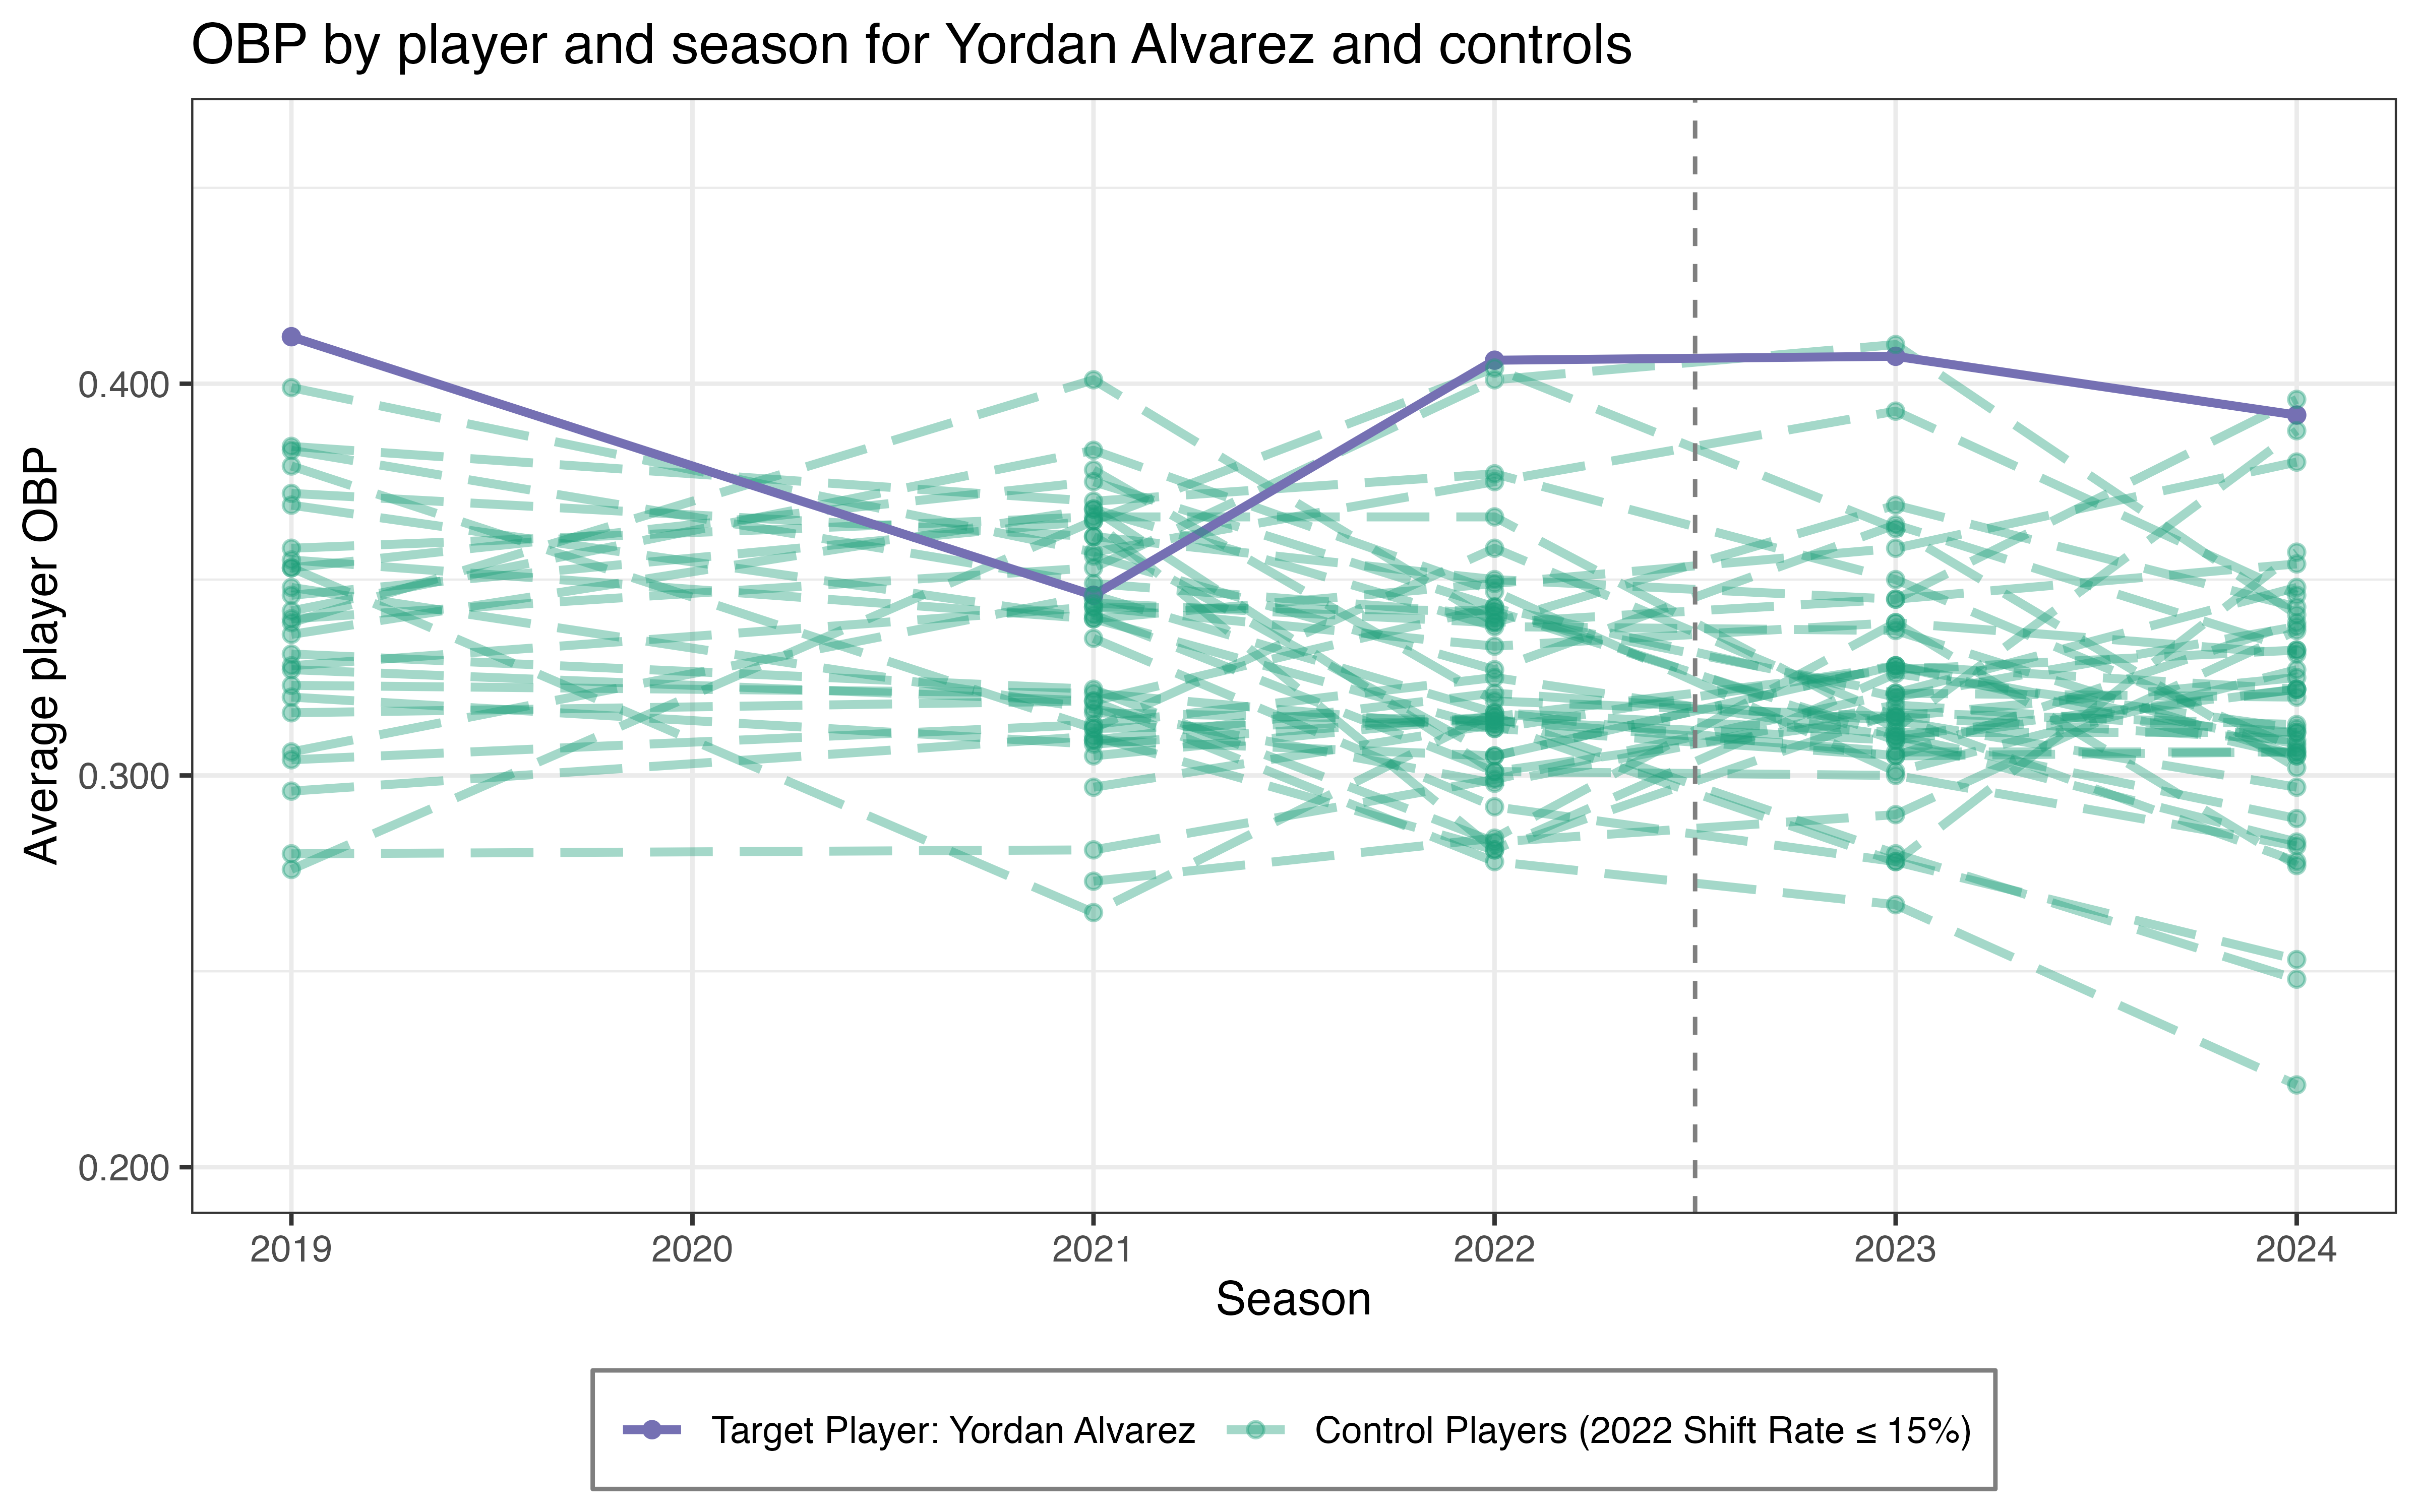 OBP by player and season for Yordan Alvarez and controls
Average player OBP
0.400
0.300
0.200
2019 2020 2021 2022 2023 2024
Season
Target Player: Yordan Alvarez Control Players (2022 Shift Rate ≤ 15%)